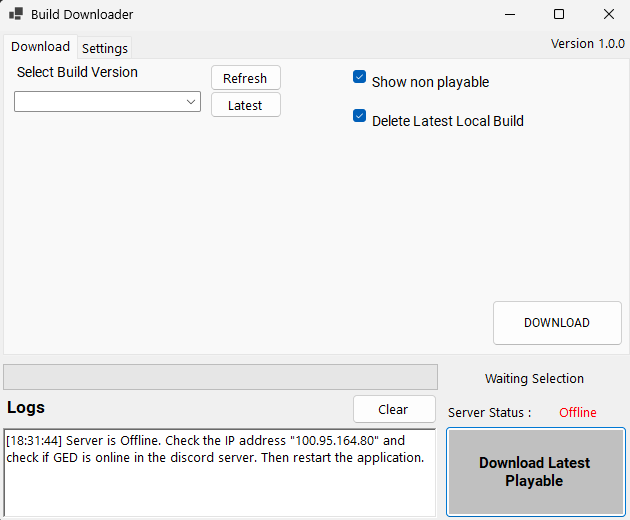 Build Downloader
Download
Settings
Version 1.0.0
Select Build Version
Refresh
Latest
Show non playable
Delete Latest Local Build
DOWNLOAD
Waiting Selection
Logs
Clear
Server Status :
Offline
[18:31:44] Server is Offline. Check the IP address "100.95.164.80" and
check if GED is online in the discord server. Then restart the application.
Download Latest
Playable